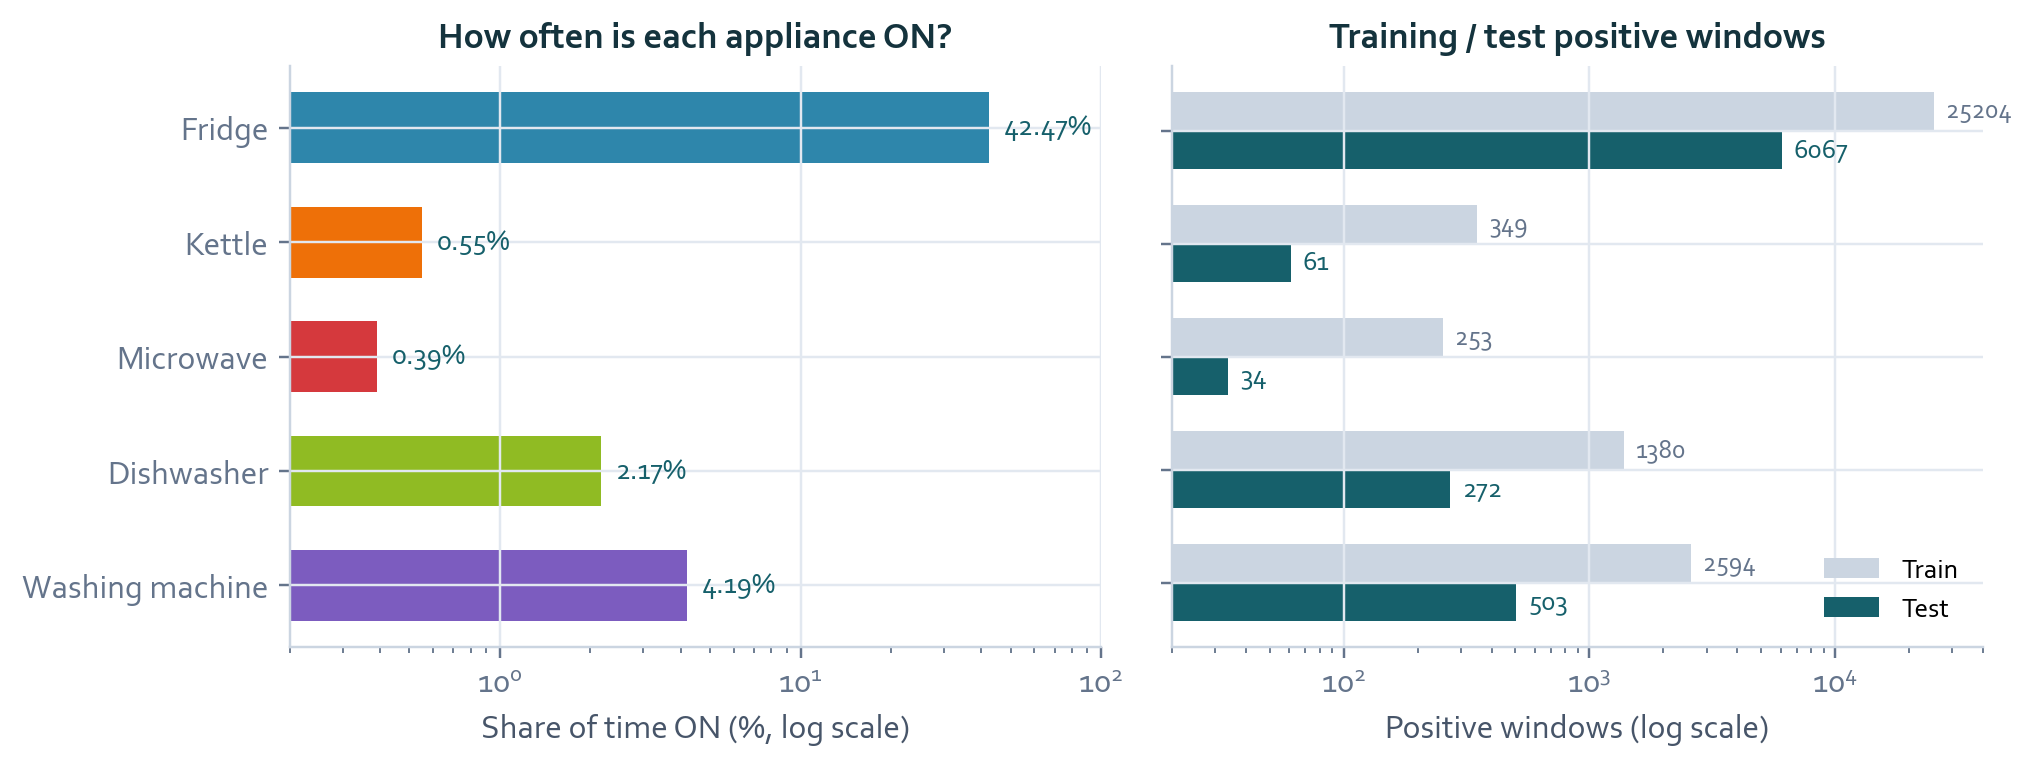 How often is each appliance ON?
Fridge
42.47%
Kettle
0.55%
Microwave
0.39%
Dishwasher
2.17%
Washing machine
4.19%
10⁰
10¹
10²
Share of time ON (%, log scale)
Training / test positive windows
25204
6067
349
61
253
34
1380
272
2594
503
Train
Test
10²
10³
10⁴
Positive windows (log scale)